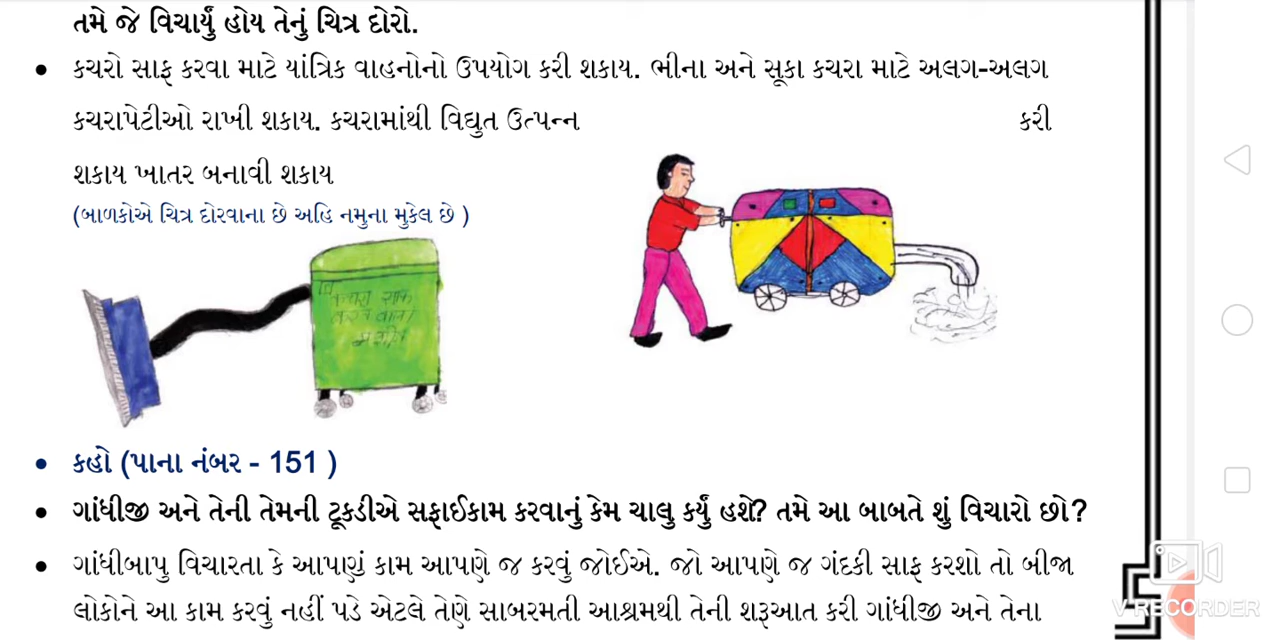 તમે જે વિચાર્યું હોય તેનું ચિત્ર દોરો.
કચરો સાફ કરવા માટે યાંત્રિક વાહનોનો ઉપયોગ કરી શકાય. ભીના અને સૂકા કચરા માટે અલગ-અલગ
કચરાપેટીઓ રાખી શકાય. કચરામાંથી વિદ્યુત ઉત્પન્ન કરી
શકાય ખાતર બનાવી શકાય
(બાળકોએ ચિત્ર દોરવાના છે અહિ નમુના મુકેલ છે )
કચરા સાફ
કહો (પાના નંબર - 151 )
ગાંધીજી અને તેની તેમની ટૂકડીએ સફાઈકામ કરવાનું કેમ ચાલુ કર્યું હશે? તમે આ બાબતે શું વિચારો છો?
ગાંધીબાપુ વિચારતા કે આપણું કામ આપણે જ કરવું જોઈએ. જો આપણે જ ગંદકી સાફ કરશો તો બીજા
લોકોને આ કામ કરવું નહીં પડે એટલે તેણે સાબરમતી આશ્રમથી તેની શરૂઆત કરી ગાંધીજી અને તેના
V RECORDER